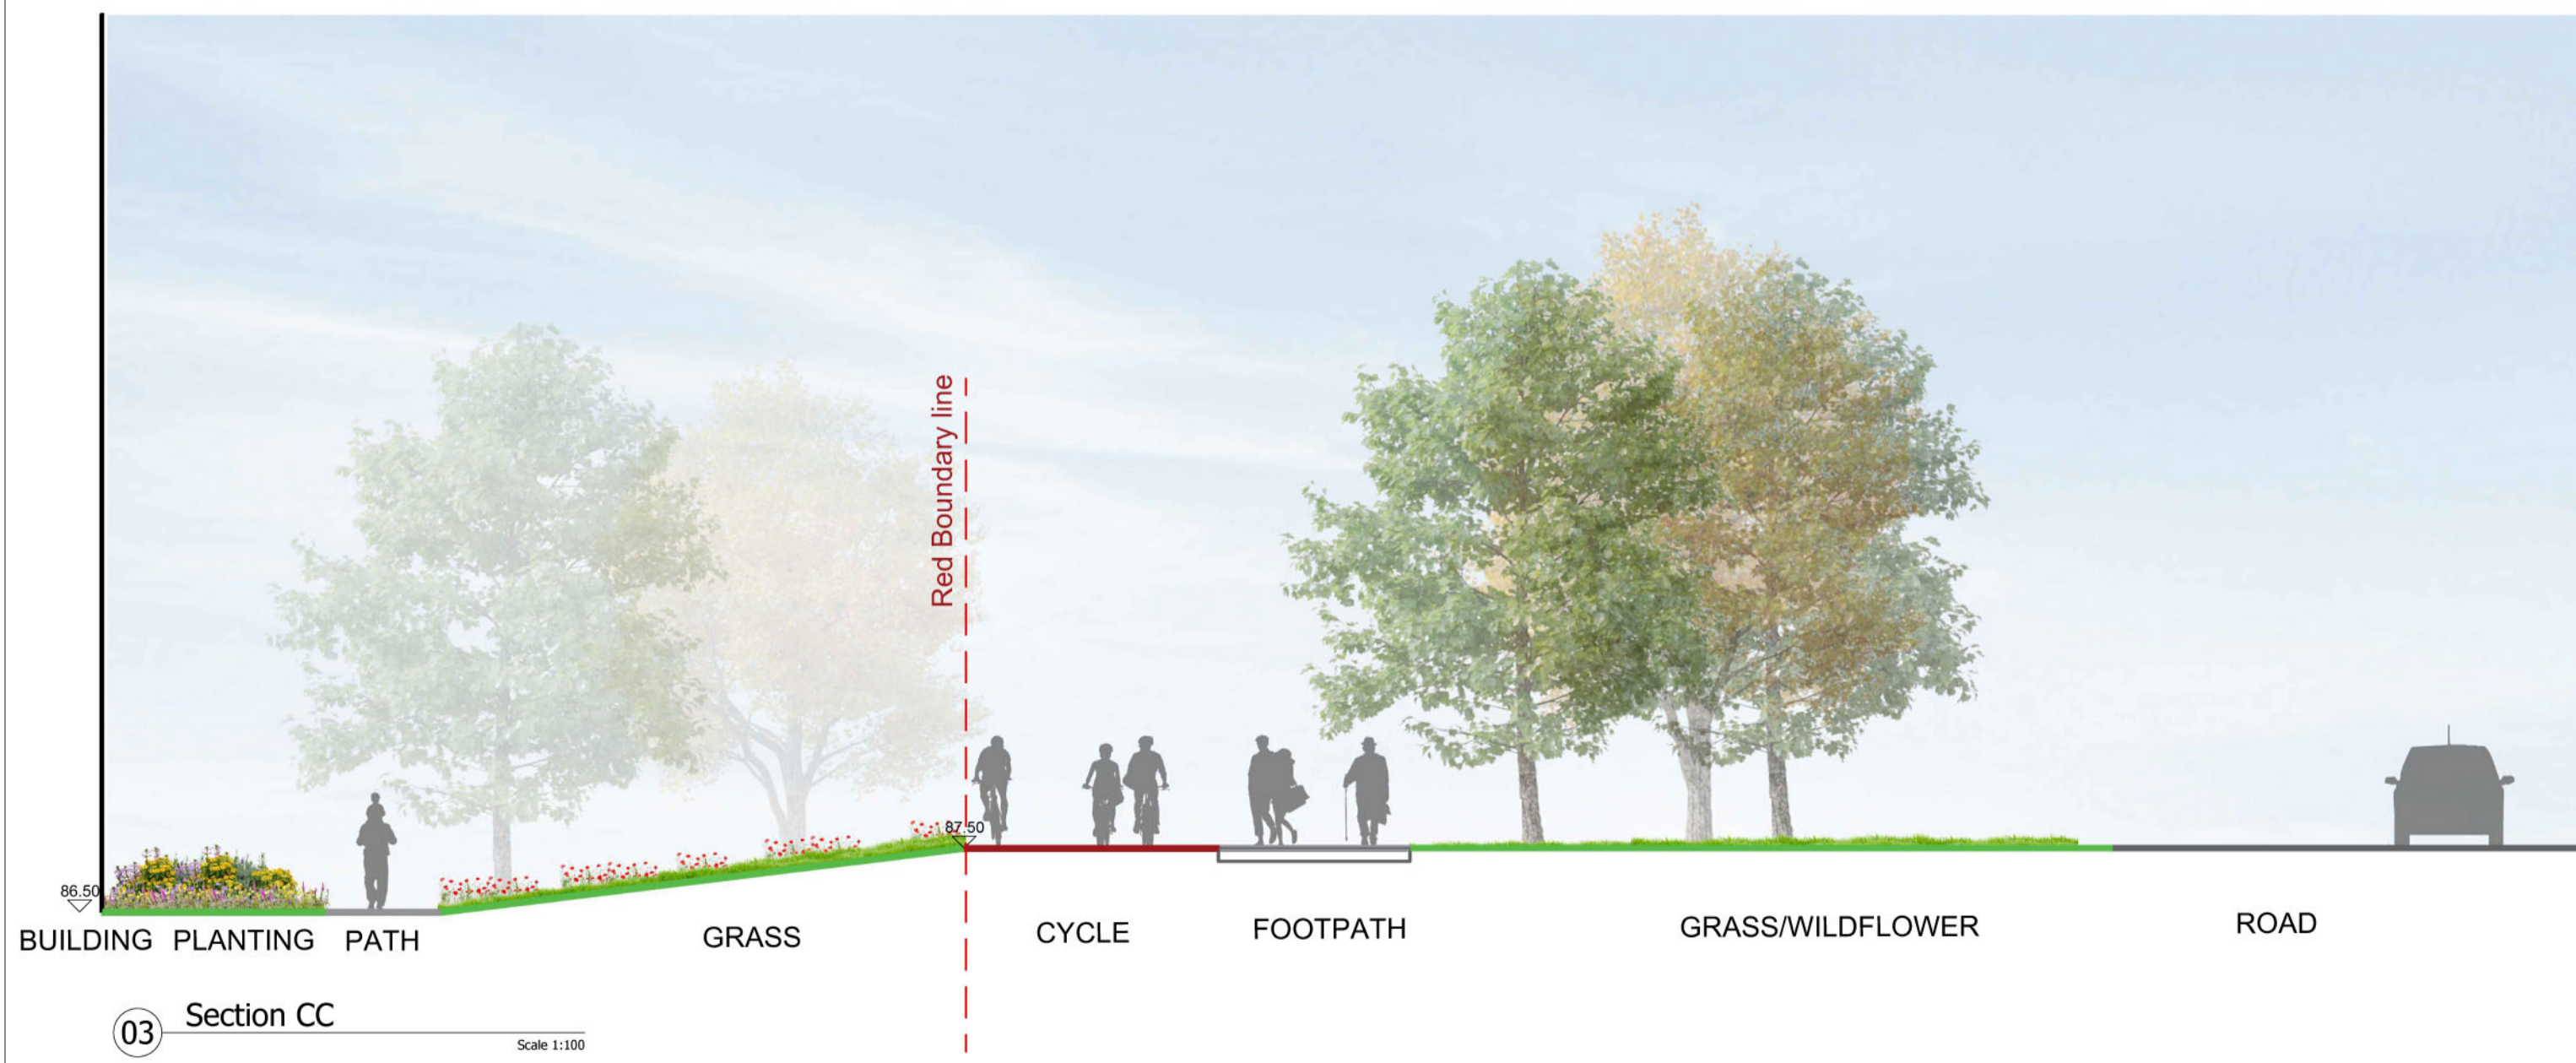 Red Boundary line
87.50
86.50
BUILDING PLANTING PATH GRASS CYCLE FOOTPATH GRASS/WILDFLOWER ROAD
03 Section CC
Scale 1:100